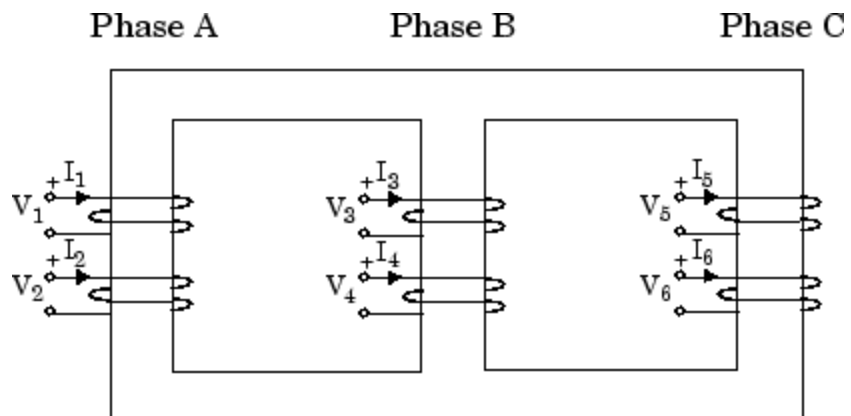 Phase A Phase B Phase C
+ I₁ + I₃ + I₅
V₁ V₃ V₅
+ I₂ + I₄ + I₆
V₂ V₄ V₆